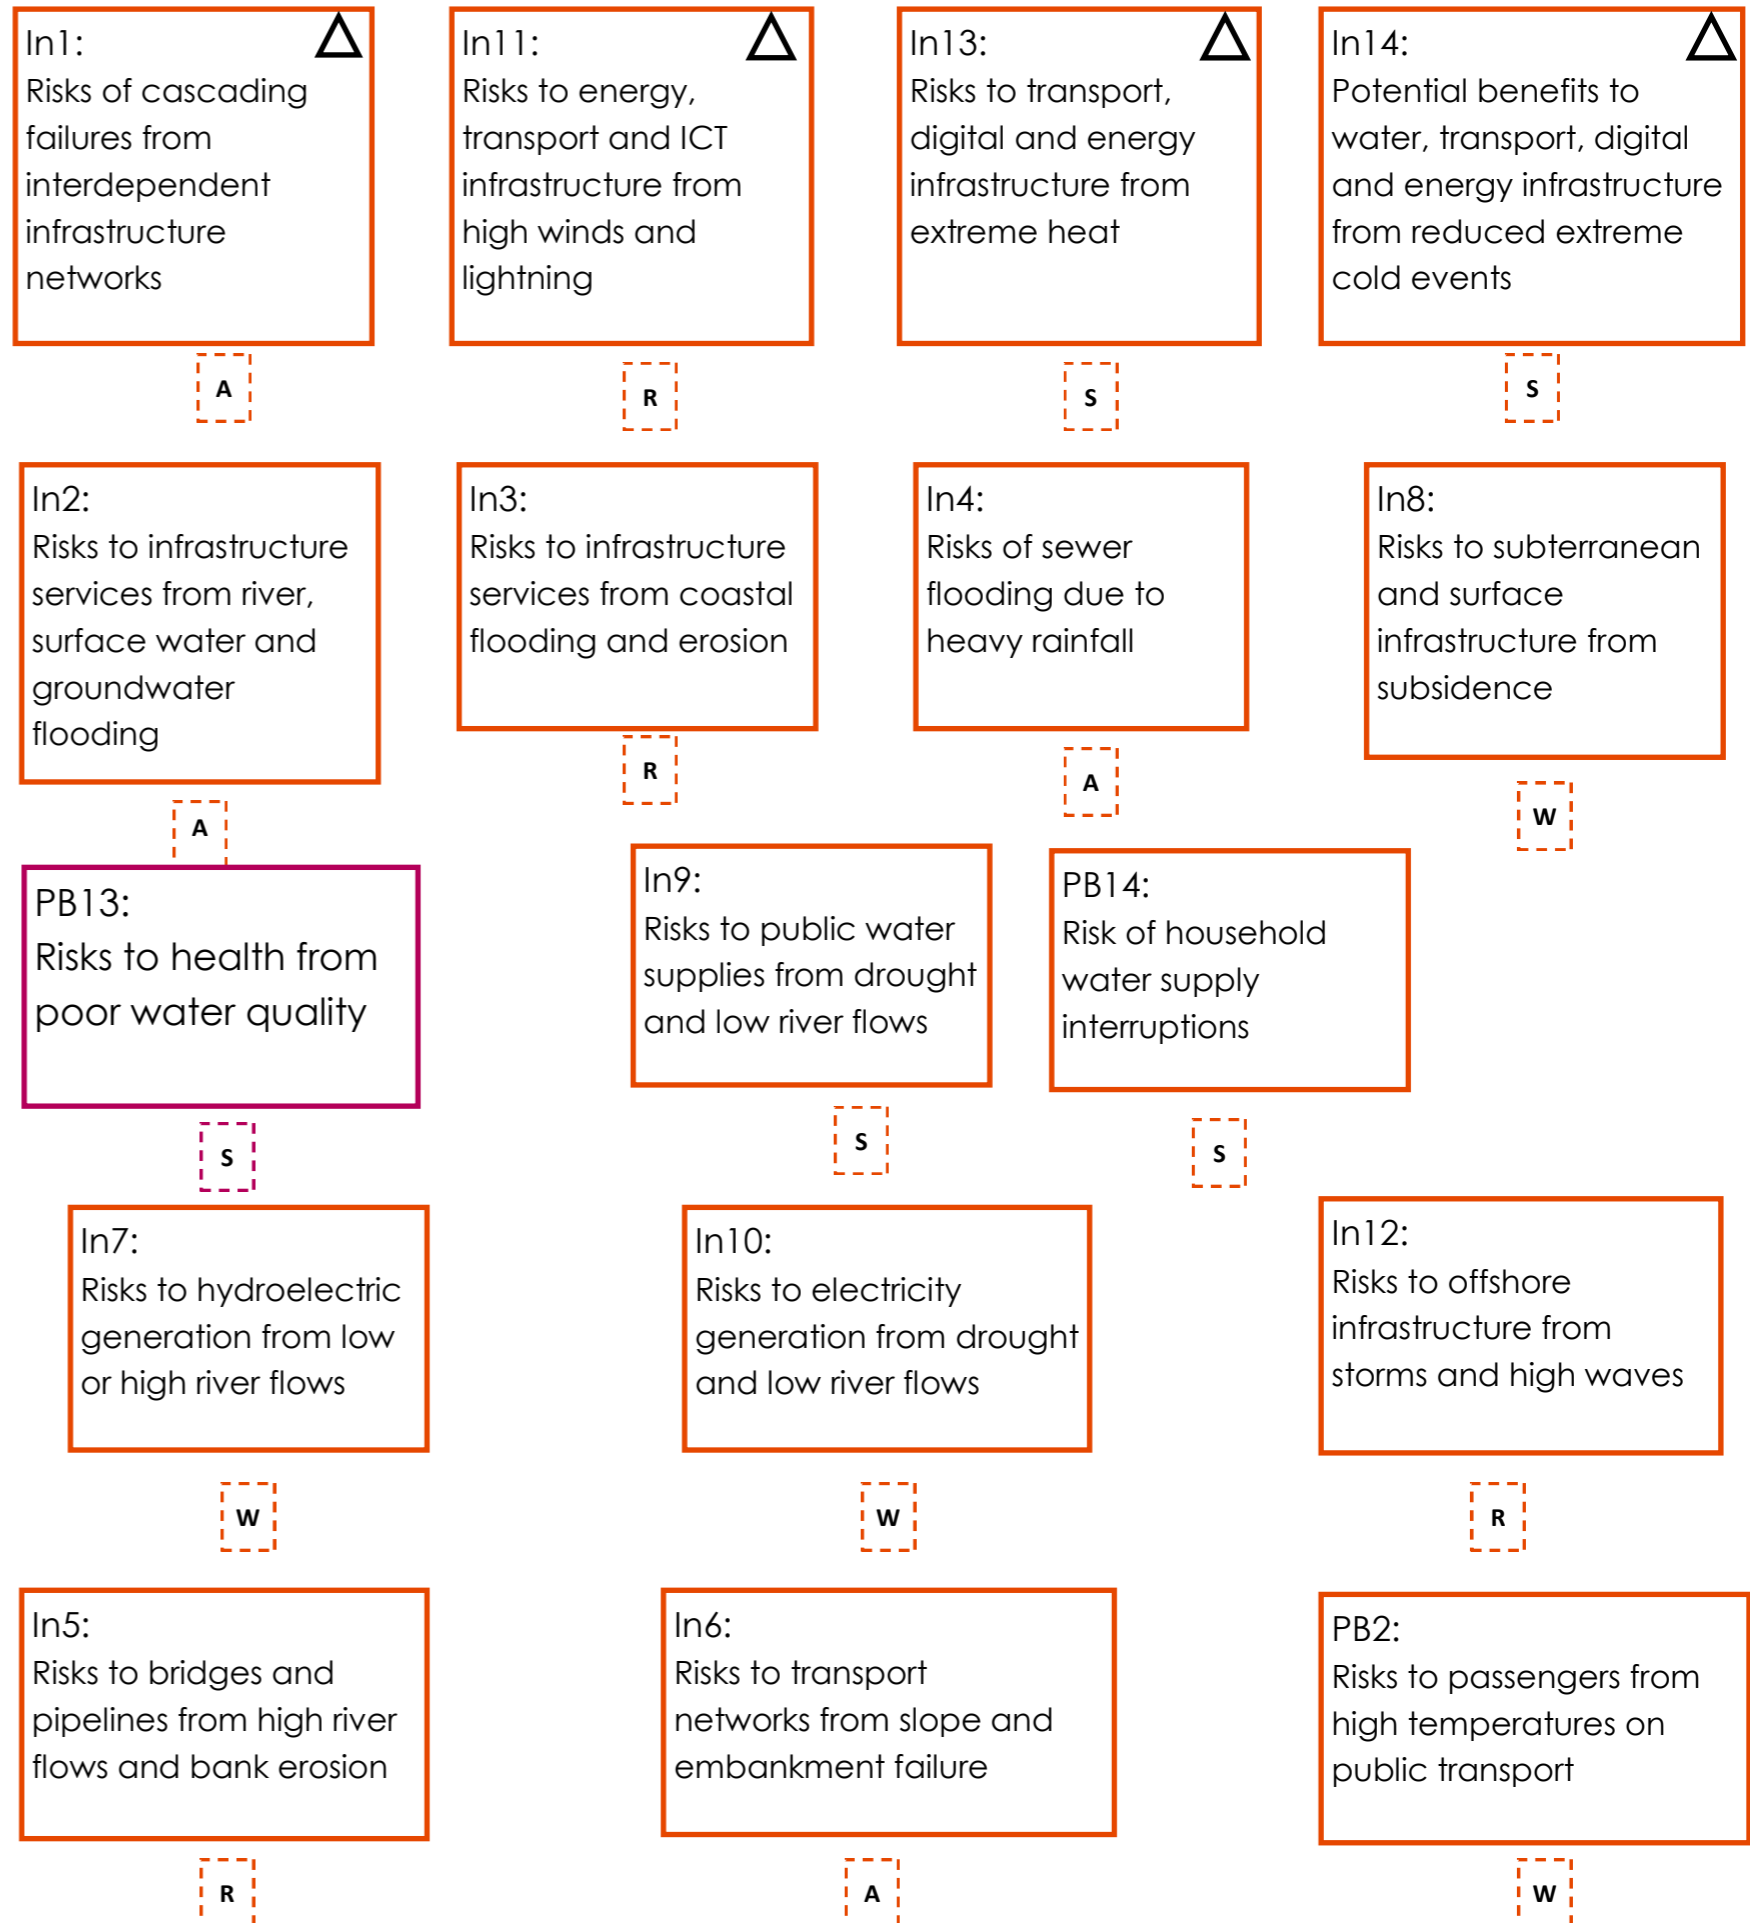 In1:
Risks of cascading
failures from
interdependent
infrastructure
networks
A
In11:
Risks to energy,
transport and ICT
infrastructure from
high winds and
lightning
R
In13:
Risks to transport,
digital and energy
infrastructure from
extreme heat
S
In14:
Potential benefits to
water, transport, digital
and energy infrastructure
from reduced extreme
cold events
S
In2:
Risks to infrastructure
services from river,
surface water and
groundwater
flooding
A
In3:
Risks to infrastructure
services from coastal
flooding and erosion
R
In4:
Risks of sewer
flooding due to
heavy rainfall
A
In8:
Risks to subterranean
and surface
infrastructure from
subsidence
W
PB13:
Risks to health from
poor water quality
S
In9:
Risks to public water
supplies from drought
and low river flows
S
PB14:
Risk of household
water supply
interruptions
S
In7:
Risks to hydroelectric
generation from low
or high river flows
W
In10:
Risks to electricity
generation from drought
and low river flows
W
In12:
Risks to offshore
infrastructure from
storms and high waves
R
In5:
Risks to bridges and
pipelines from high river
flows and bank erosion
R
In6:
Risks to transport
networks from slope and
embankment failure
A
PB2:
Risks to passengers from
high temperatures on
public transport
W